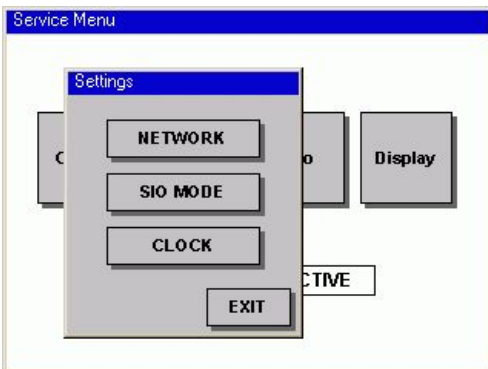 Service Menu
Settings
NETWORK
SIO MODE
CLOCK
EXIT
Display